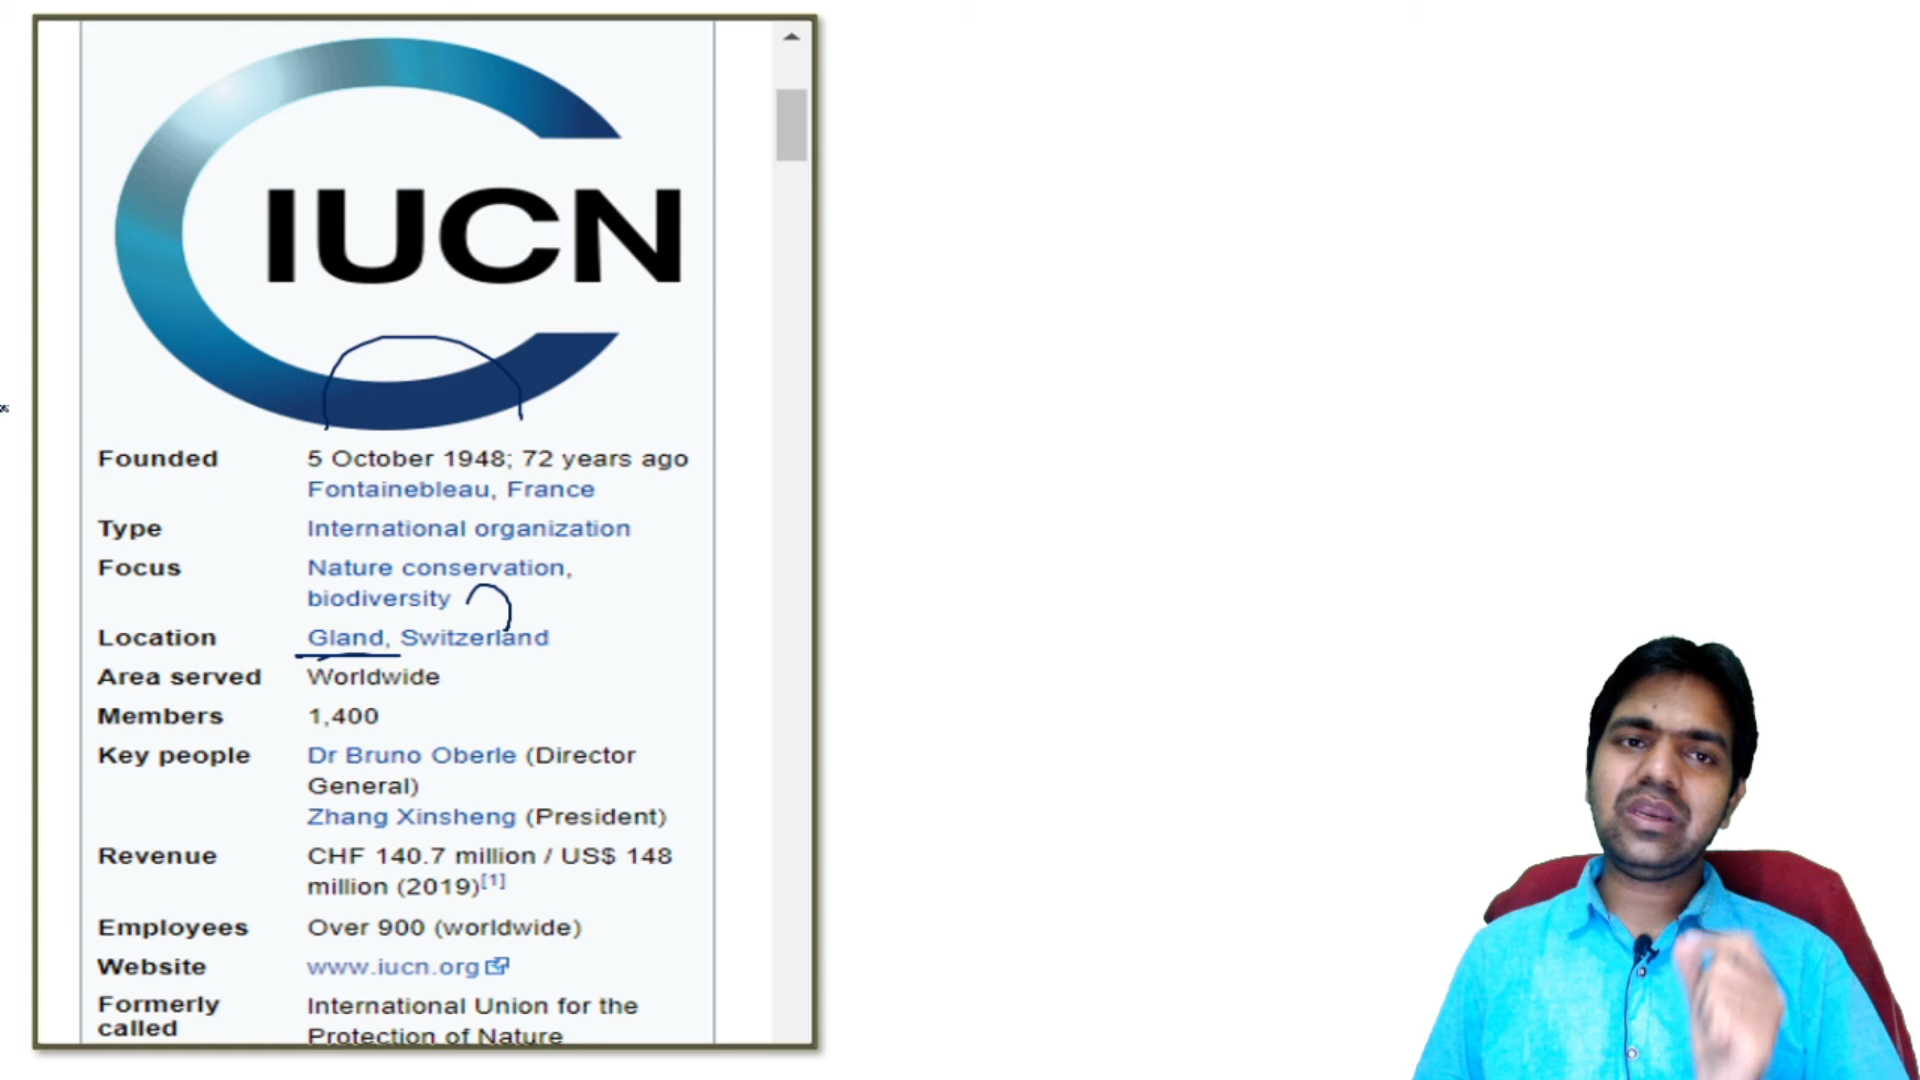 IUCN
Founded 5 October 1948; 72 years ago
Fontainebleau, France
Type International organization
Focus Nature conservation,
biodiversity
Location Gland, Switzerland
Area served Worldwide
Members 1,400
Key people Dr Bruno Oberle (Director
General)
Zhang Xinsheng (President)
Revenue CHF 140.7 million / US$ 148
million (2019)[1]
Employees Over 900 (worldwide)
Website www.iucn.org
Formerly called International Union for the
Protection of Nature